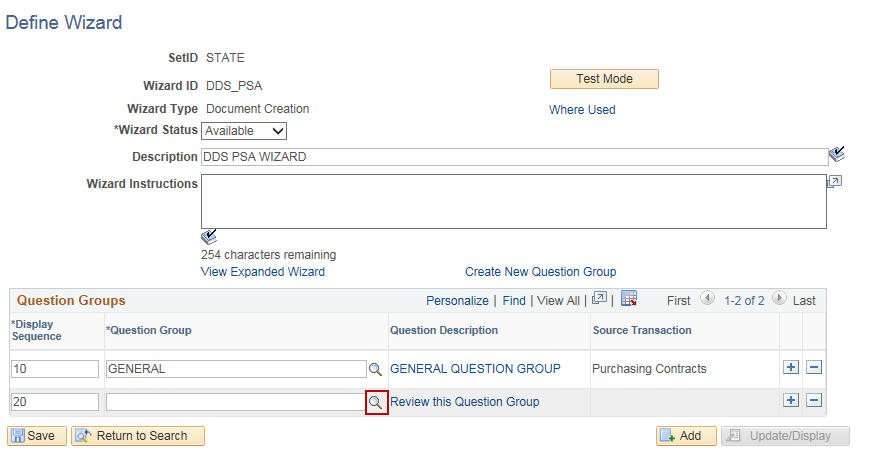 Define Wizard
SetID STATE
Wizard ID DDS_PSA
Test Mode
Wizard Type Document Creation
Where Used
*Wizard Status Available
Description DDS PSA WIZARD
Wizard Instructions
254 characters remaining
View Expanded Wizard Create New Question Group
Question Groups Personalize | Find | View All | | First 1-2 of 2 Last
*Display Sequence *Question Group Question Description Source Transaction
10 GENERAL GENERAL QUESTION GROUP Purchasing Contracts
20 Review this Question Group
Save Return to Search Add Update/Display